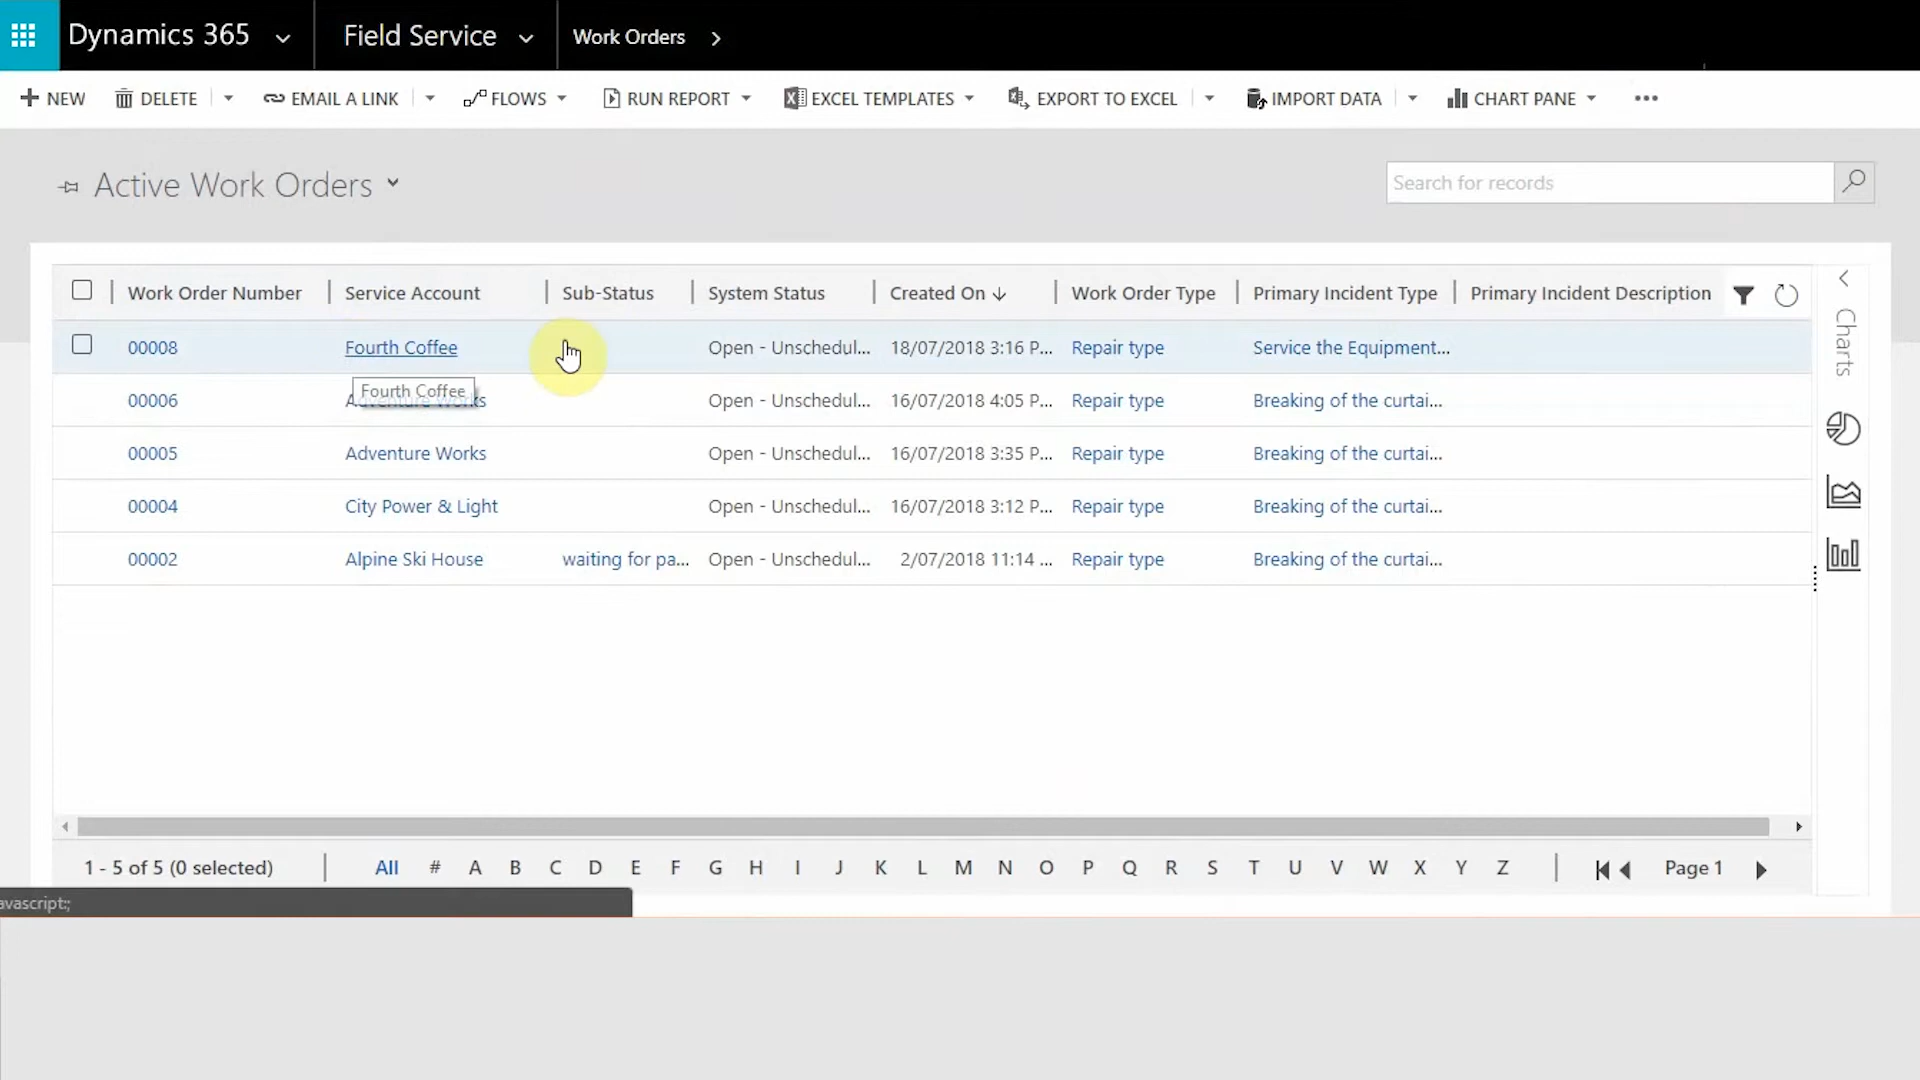 Dynamics 365 Field Service Work Orders
NEW DELETE EMAIL A LINK FLOWS RUN REPORT EXCEL TEMPLATES EXPORT TO EXCEL IMPORT DATA CHART PANE
Active Work Orders
Search for records
Work Order Number Service Account Sub-Status System Status Created On Work Order Type Primary Incident Type Primary Incident Description
00008 Fourth Coffee Open - Unschedul... 18/07/2018 3:16 P... Repair type Service the Equipment...
Fourth Coffee
00006 Adventure Works Open - Unschedul... 16/07/2018 4:05 P... Repair type Breaking of the curtai...
00005 Adventure Works Open - Unschedul... 16/07/2018 3:35 P... Repair type Breaking of the curtai...
00004 City Power & Light Open - Unschedul... 16/07/2018 3:12 P... Repair type Breaking of the curtai...
00002 Alpine Ski House waiting for pa... Open - Unschedul... 2/07/2018 11:14 ... Repair type Breaking of the curtai...
Charts
1 - 5 of 5 (0 selected) All # A B C D E F G H I J K L M N O P Q R S T U V W X Y Z Page 1
avascript:;